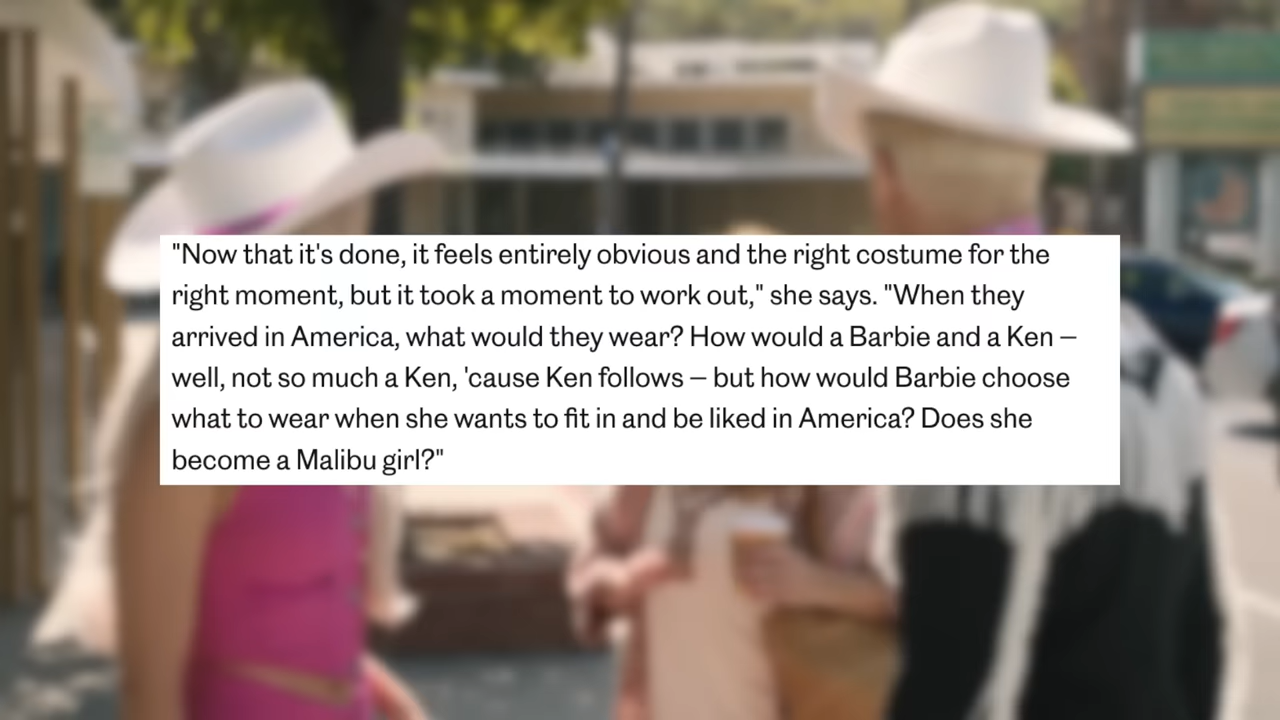 "Now that it's done, it feels entirely obvious and the right costume for the
right moment, but it took a moment to work out," she says. "When they
arrived in America, what would they wear? How would a Barbie and a Ken —
well, not so much a Ken, 'cause Ken follows — but how would Barbie choose
what to wear when she wants to fit in and be liked in America? Does she
become a Malibu girl?"